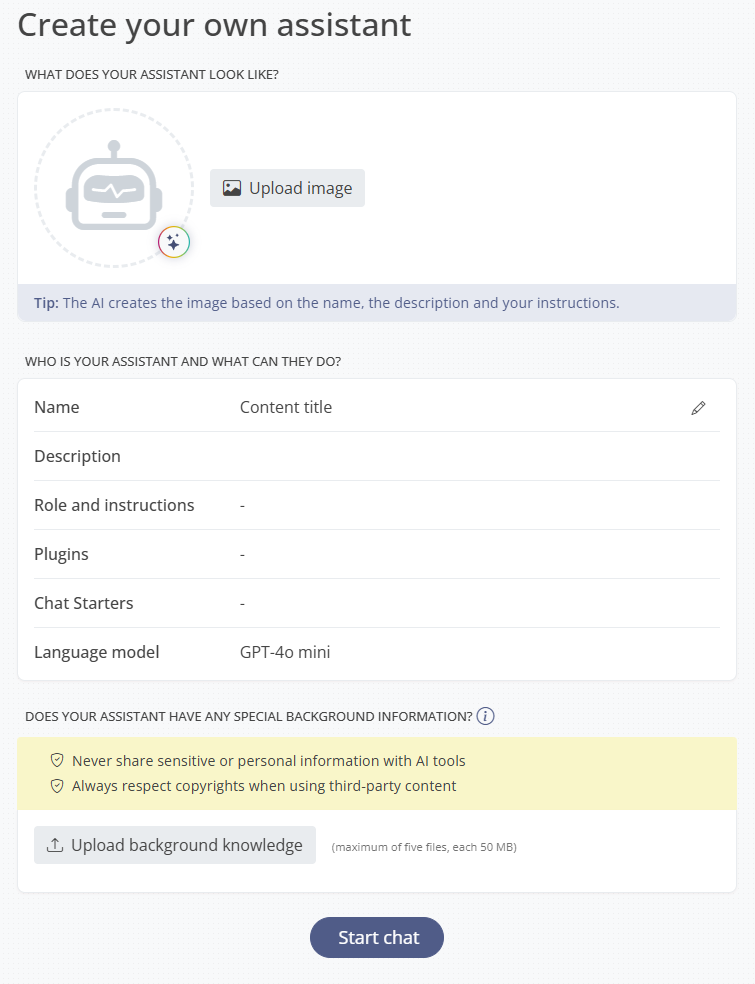 Create your own assistant
WHAT DOES YOUR ASSISTANT LOOK LIKE?
Upload image
Tip: The AI creates the image based on the name, the description and your instructions.
WHO IS YOUR ASSISTANT AND WHAT CAN THEY DO?
Name Content title
Description
Role and instructions -
Plugins -
Chat Starters -
Language model GPT-4o mini
DOES YOUR ASSISTANT HAVE ANY SPECIAL BACKGROUND INFORMATION? i
Never share sensitive or personal information with AI tools
Always respect copyrights when using third-party content
Upload background knowledge (maximum of five files, each 50 MB)
Start chat